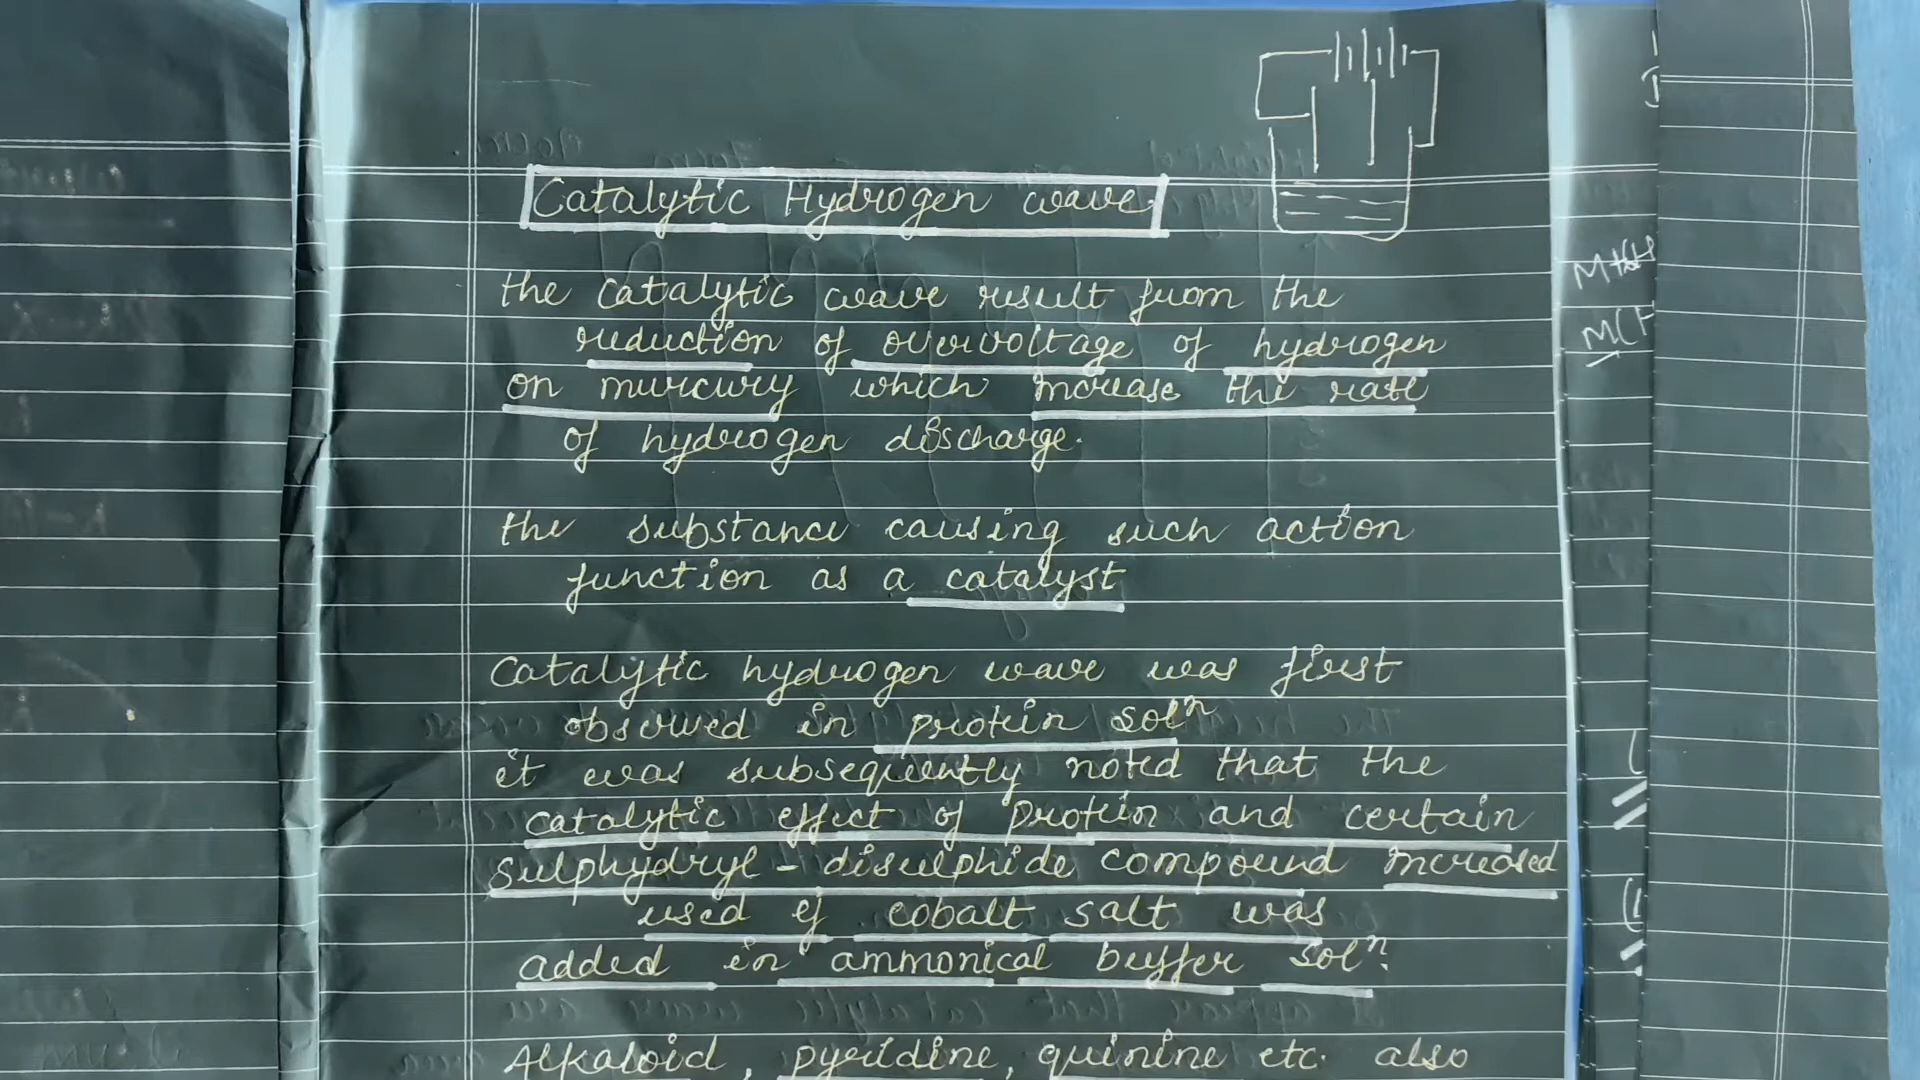 Catalytic Hydrogen wave
the catalytic wave result from the
reduction of overvoltage of hydrogen
on mercury which increase the rate
of hydrogen discharge.
the substance causing such action
function as a catalyst
Catalytic hydrogen wave was first
observed in protein solⁿ
it was subsequently noted that the
catalytic effect of protein and certain
sulphydryl - disulphide compound increased
used if cobalt salt was
added in ammonical buffer solⁿ.
Alkaloid, pyridine, quinine etc. also